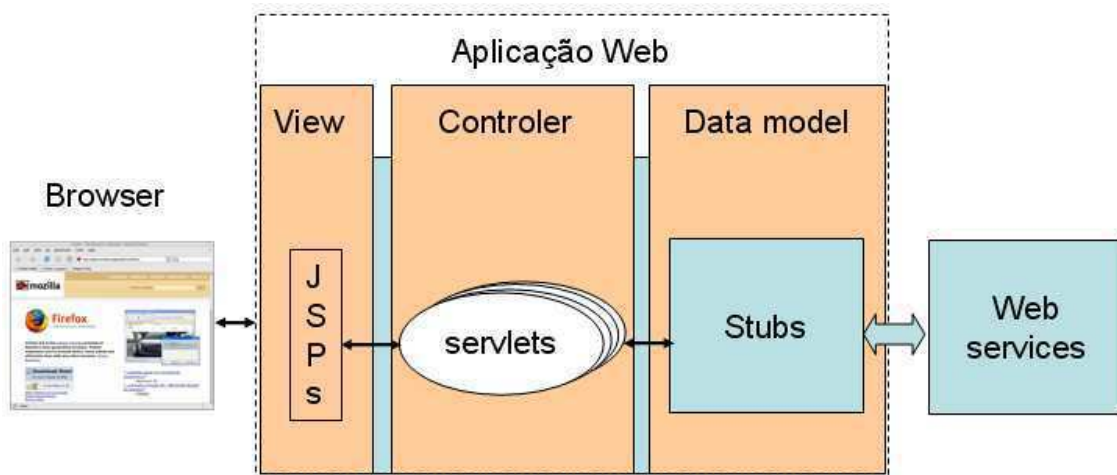 Aplicação Web
View
Controler
Data model
Browser
mozilla
Firefox
J
S
P
s
servlets
Stubs
Web
services